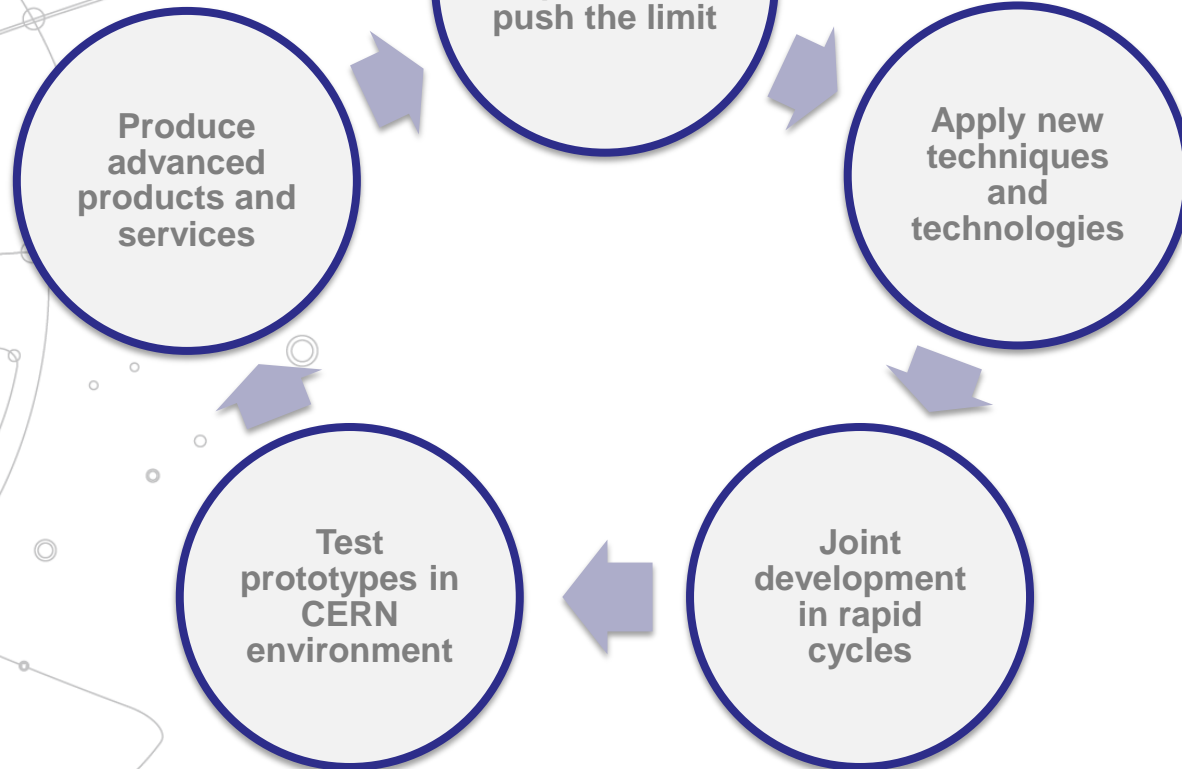 push the limit
Produce
advanced
products and
services
Apply new
techniques
and
technologies
Test
prototypes in
CERN
environment
Joint
development
in rapid
cycles